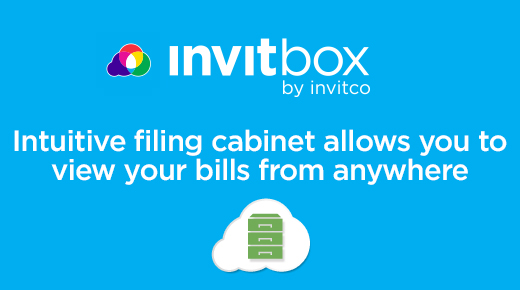 invitbox
by invitco
Intuitive filing cabinet allows you to
view your bills from anywhere